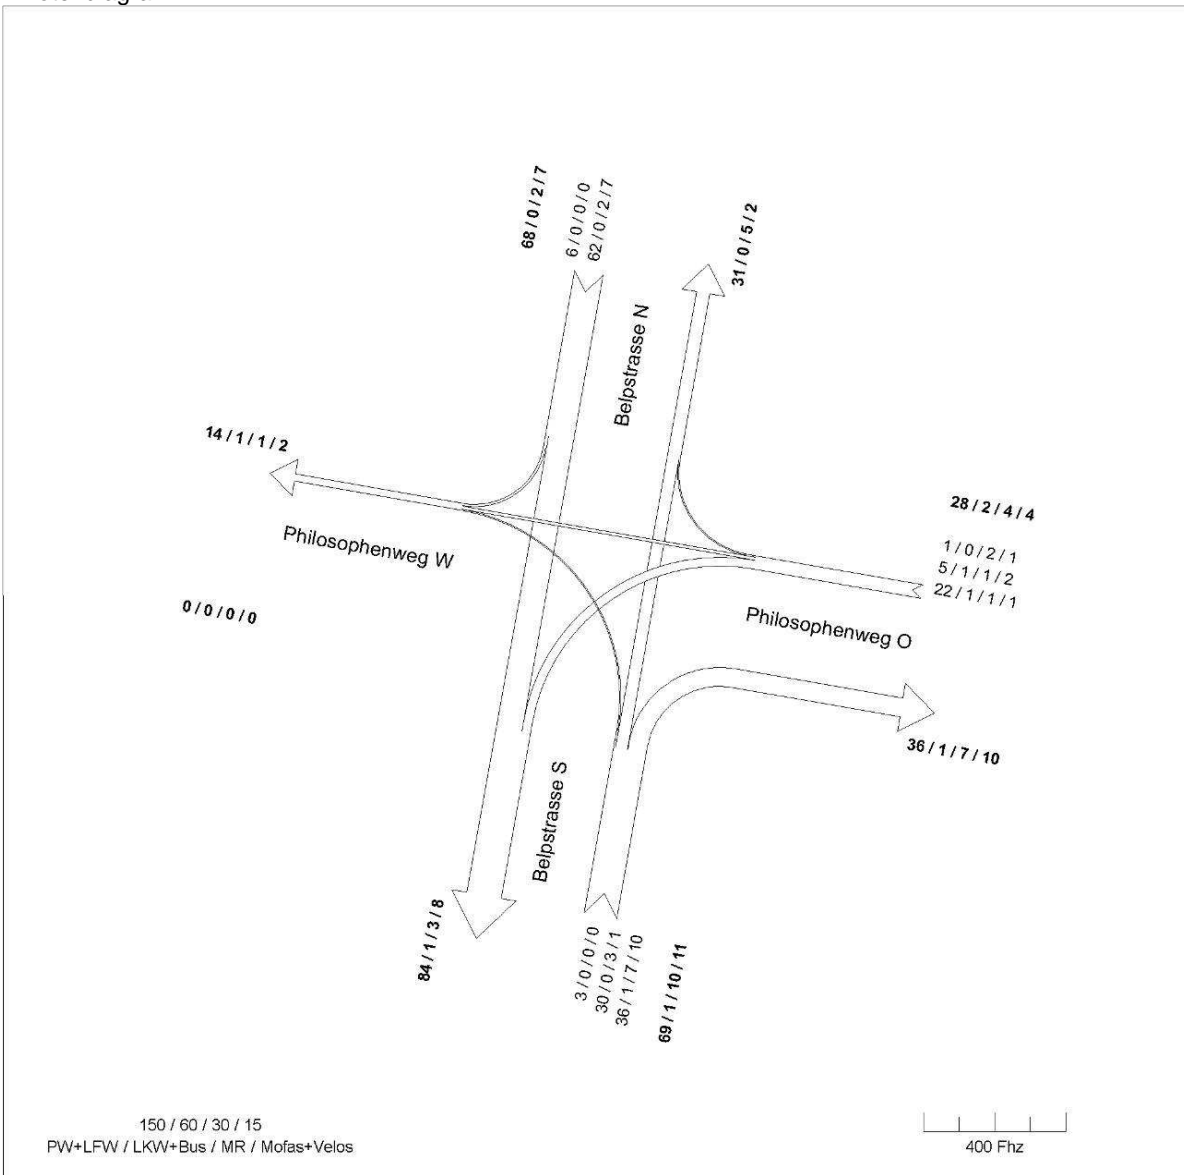 68 / 0 / 2 / 7
6 / 0 / 0 / 0
62 / 0 / 2 / 7
31 / 0 / 5 / 2
Belpstrasse N
14 / 1 / 1 / 2
Philosophenweg W
0 / 0 / 0 / 0
28 / 2 / 4 / 4
1 / 0 / 2 / 1
5 / 1 / 1 / 2
22 / 1 / 1 / 1
Philosophenweg O
36 / 1 / 7 / 10
Belpstrasse S
84 / 1 / 3 / 8
3 / 0 / 0 / 0
30 / 0 / 3 / 1
36 / 1 / 7 / 10
69 / 1 / 10 / 11
150 / 60 / 30 / 15
PW+LFW / LKW+Bus / MR / Mofas+Velos
400 Fhz